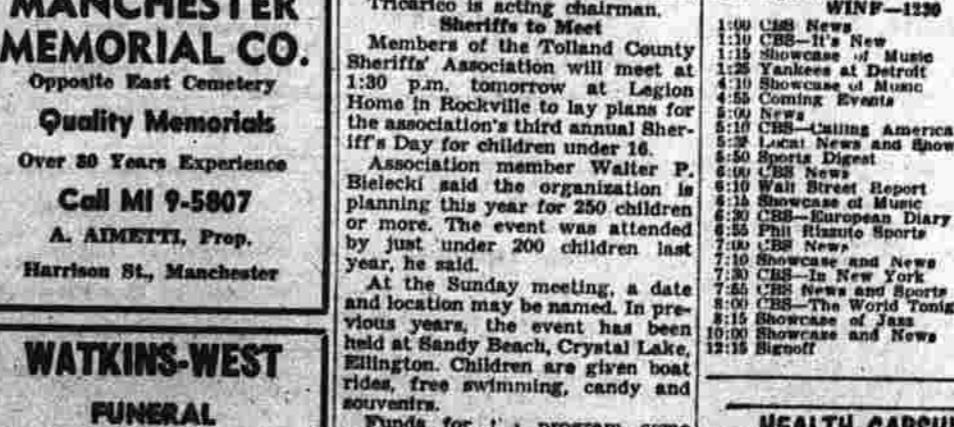 MANCHESTER
MEMORIAL CO.
Opposite East Cemetery
Quality Memorials
Over 80 Years Experience
Call MI 9-5807
A. AIMETTI, Prop.
Harrison St., Manchester
WATKINS-WEST
FUNERAL
Tricarico is acting chairman.
Sheriffs to Meet
Members of the Tolland County
Sheriffs' Association will meet at
1:30 p.m. tomorrow at Legion
Home in Rockville to lay plans for
the association's third annual Sher-
iff's Day for children under 16.
Association member Walter P.
Bielecki said the organization is
planning this year for 250 children
or more. The event was attended
by just under 200 children last
year, he said.
At the Sunday meeting, a date
and location may be named. In pre-
vious years, the event has been
held at Sandy Beach, Crystal Lake,
Ellington. Children are given boat
rides, free swimming, candy and
souvenirs.
Funds for program
WINF—1230
1:00 CBS News
1:10 CBS—It's New
1:15 Showcase of Music
1:25 Yankees at Detroit
4:10 Showcase of Music
4:55 Coming Events
5:00 News
5:10 CBS—Calling America
Local News and
5:50 Sports Digest
6:00 CBS News
6:10 Wall Street Report
6:15 Showcase of Music
6:30 CBS—European Diary
6:55 Phil Rizzuto Sports
7:00 CBS News
7:10 Showcase and News
7:30 CBS—In New York
7:55 CBS News and Sports
8:00 CBS—The World Tonig
8:15 Showcase of Jazz
10:00 Showcase and News
12:15 Signoff
HEALTH CAPSUL